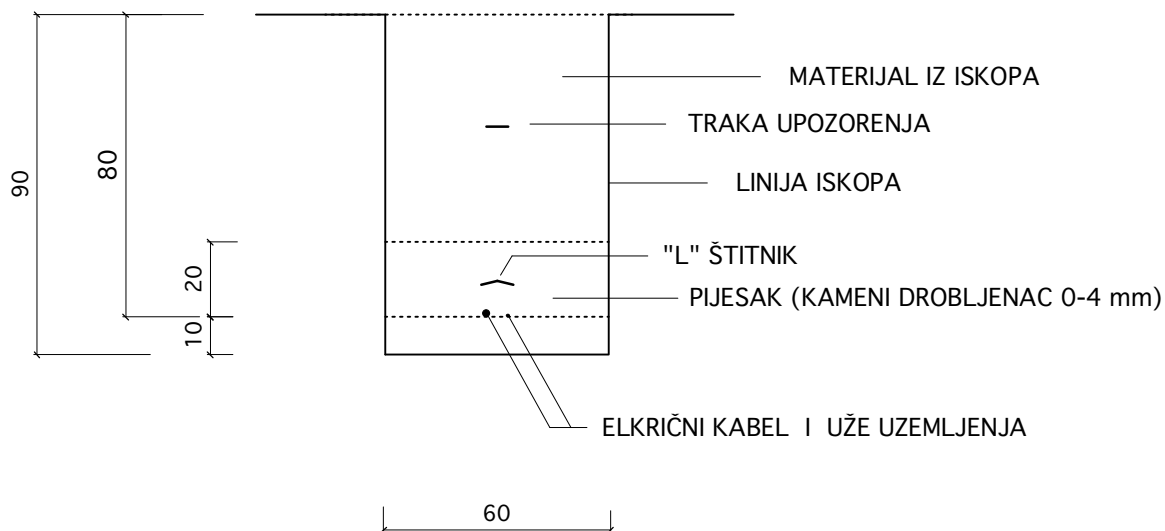 MATERIJAL IZ ISKOPA
TRAKA UPOZORENJA
90
80
LINIJA ISKOPA
"L" ŠTITNIK
20
PIJESAK (KAMENI DROBLJENAC 0-4 mm)
10
ELKRIČNI KABEL I UŽE UZEMLJENJA
60